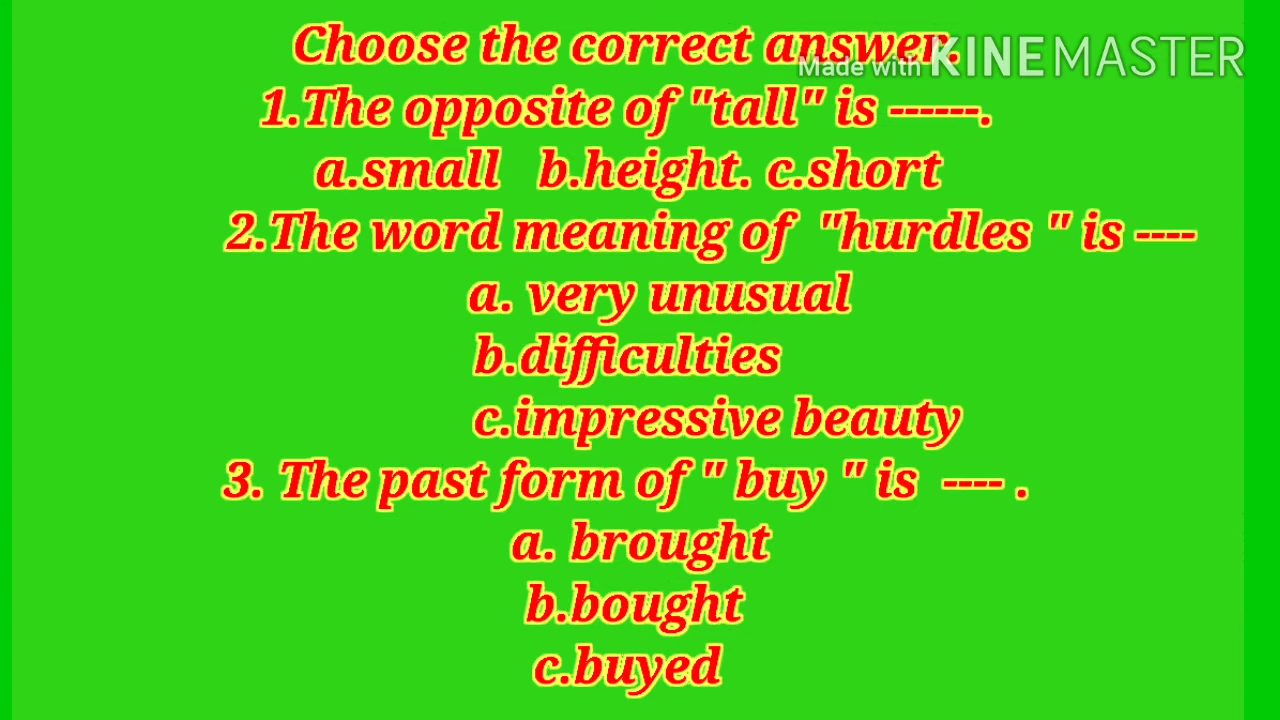 Choose the correct answer.
Made with KINEMASTER
1.The opposite of "tall" is ------.
a.small b.height. c.short
2.The word meaning of "hurdles " is ----
a. very unusual
b.difficulties
c.impressive beauty
3. The past form of " buy " is ---- .
a. brought
b.bought
c.buyed